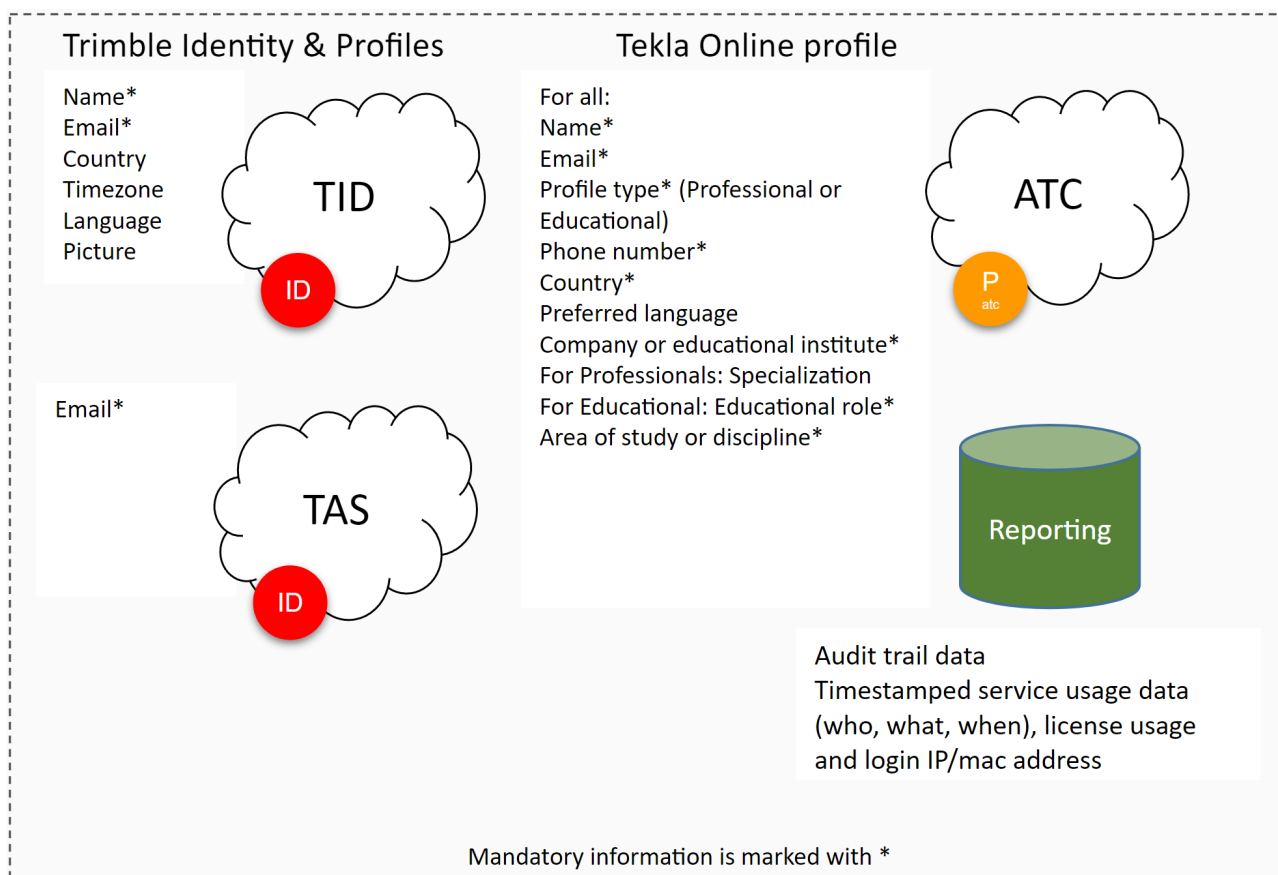 Trimble Identity & Profiles
Name*
Email*
Country
Timezone
Language
Picture
TID
ID
Email*
TAS
ID
Tekla Online profile
For all:
Name*
Email*
Profile type* (Professional or
Educational)
Phone number*
Country*
Preferred language
Company or educational institute*
For Professionals: Specialization
For Educational: Educational role*
Area of study or discipline*
ATC
P
atc
Reporting
Audit trail data
Timestamped service usage data
(who, what, when), license usage
and login IP/mac address
Mandatory information is marked with *